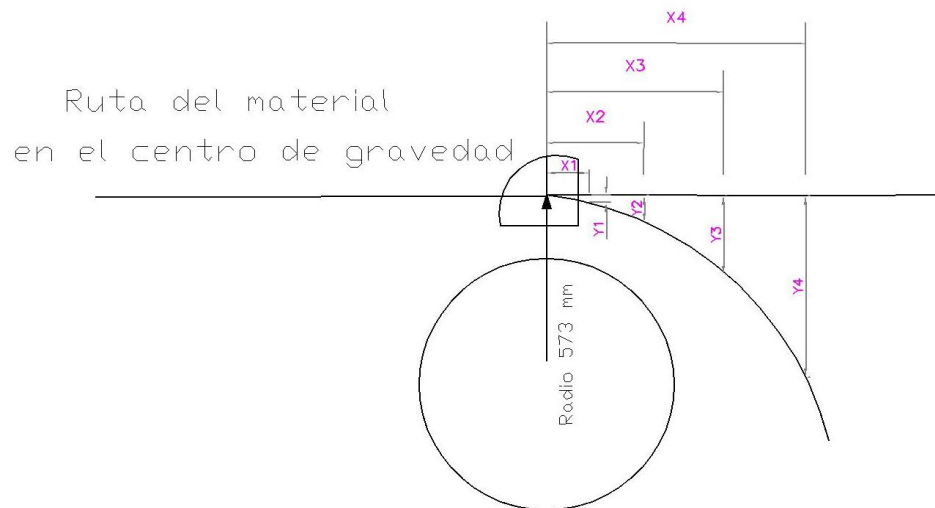 X4
X3
Ruta del material
X2
en el centro de gravedad
X1
Y1
Y2
Y3
Y4
Radio 573 mm